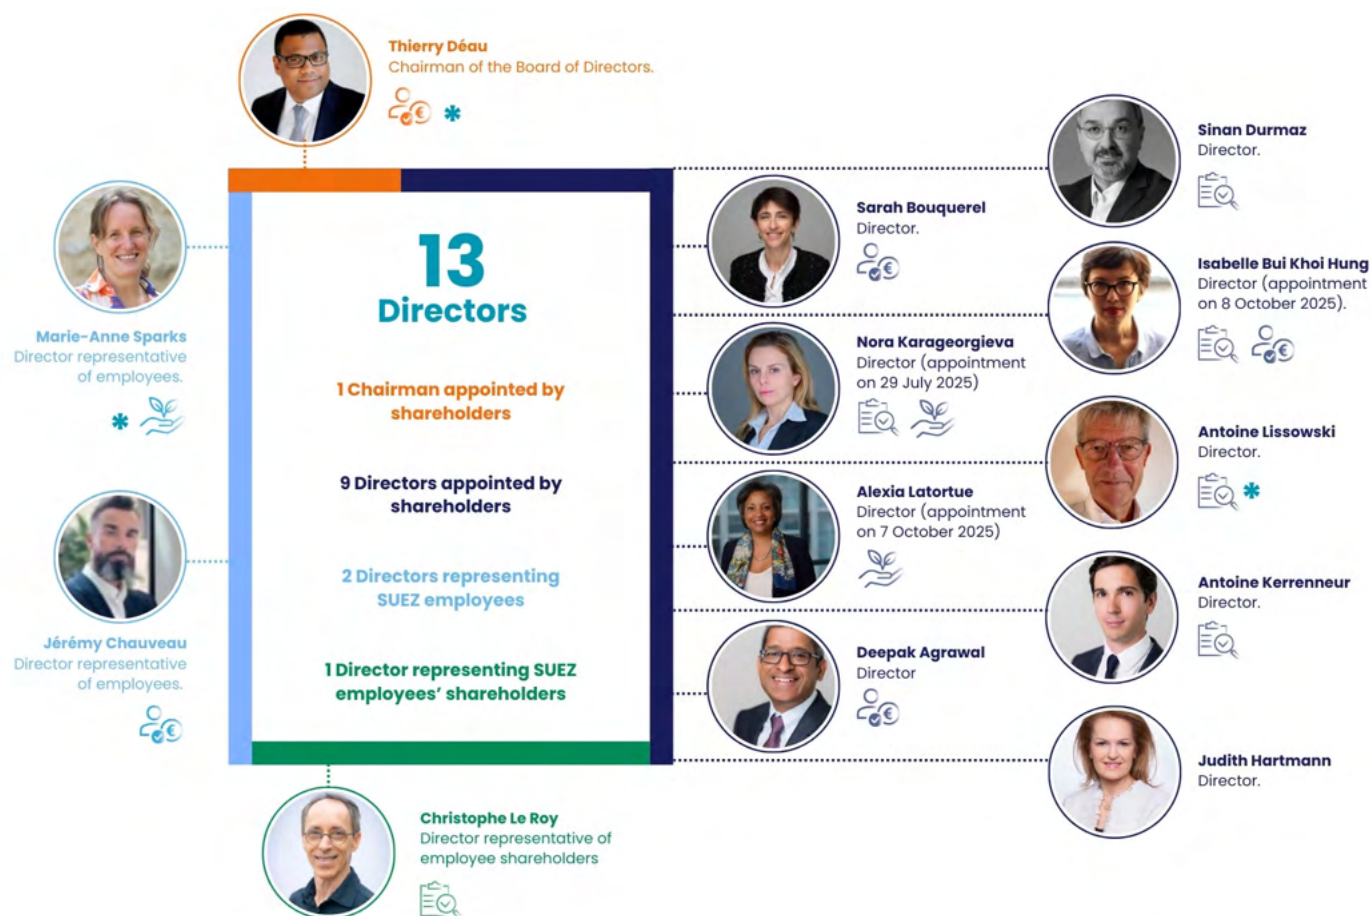 Thierry Déau
Chairman of the Board of Directors.
*
Marie-Anne Sparks
Director representative
of employees.
*
Jérémy Chauveau
Director representative
of employees.
13
Directors
1 Chairman appointed by
shareholders
9 Directors appointed by
shareholders
2 Directors representing
SUEZ employees
1 Director representing SUEZ
employees’ shareholders
Christophe Le Roy
Director representative of
employee shareholders
Sarah Bouquerel
Director.
Nora Karageorgieva
Director (appointment
on 29 July 2025)
Alexia Latortue
Director (appointment
on 7 October 2025)
Deepak Agrawal
Director
Sinan Durmaz
Director.
Isabelle Bui Khoi Hung
Director (appointment
on 8 October 2025).
Antoine Lissowski
Director.
*
Antoine Kerrenneur
Director.
Judith Hartmann
Director.